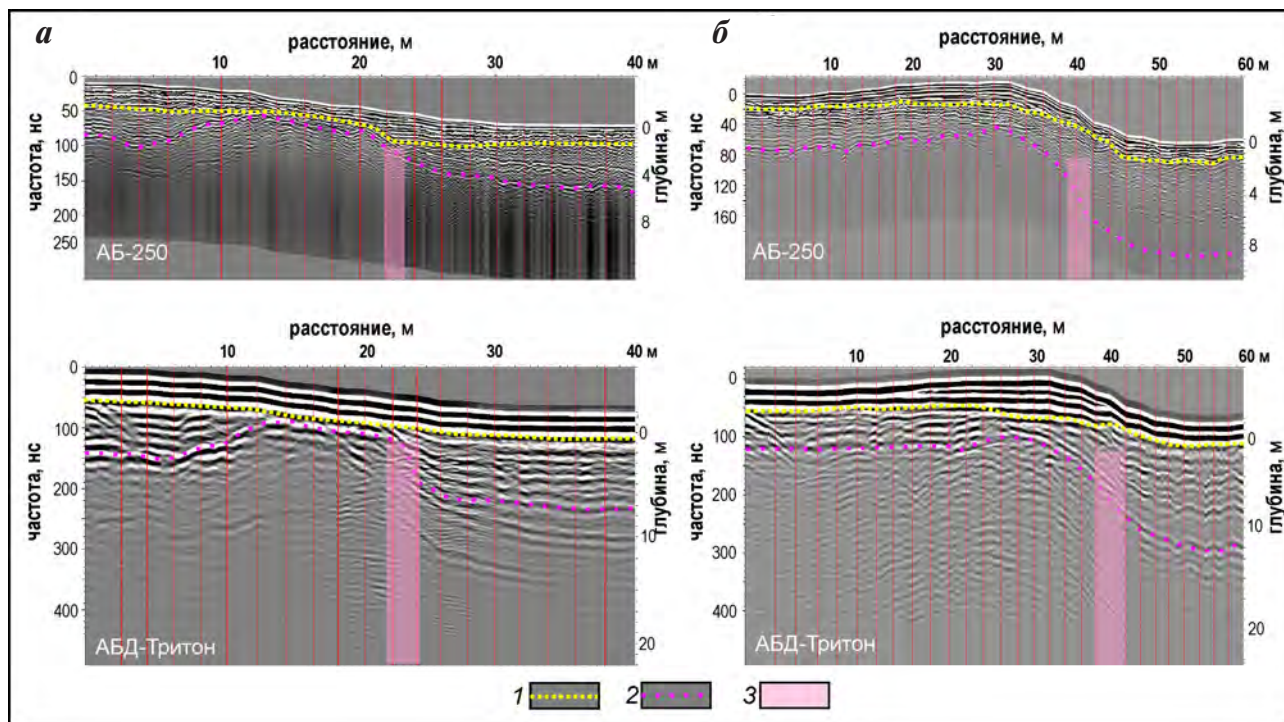 а
расстояние, м
10 20 30 40 м
частота, нс
0
50
100
150
200
250
глубина, м
0
4
8
АБ-250
б
расстояние, м
10 20 30 40 50 60 м
частота, нс
0
40
80
120
160
глубина, м
0
4
8
АБ-250
расстояние, м
10 20 30 40 м
частота, нс
0
100
200
300
400
глубина, м
0
10
20
АБД-Тритон
расстояние, м
10 20 30 40 50 60 м
частота, нс
0
100
200
300
400
глубина, м
0
10
20
АБД-Тритон
1 2 3